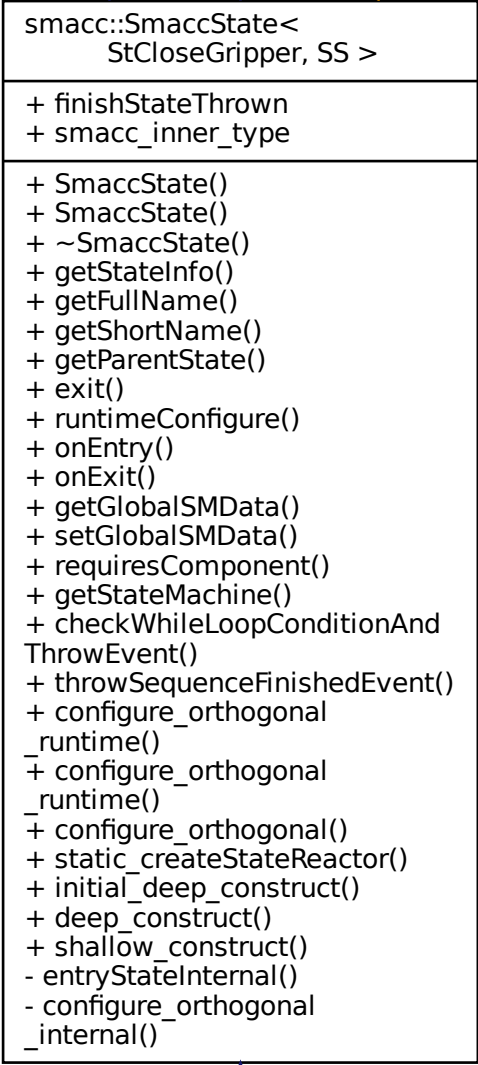 smacc::SmaccState<
StCloseGripper, SS >
+ finishStateThrown
+ smacc_inner_type
+ SmaccState()
+ SmaccState()
+ ~SmaccState()
+ getStateInfo()
+ getFullName()
+ getShortName()
+ getParentState()
+ exit()
+ runtimeConfigure()
+ onEntry()
+ onExit()
+ getGlobalSMData()
+ setGlobalSMData()
+ requiresComponent()
+ getStateMachine()
+ checkWhileLoopConditionAnd
ThrowEvent()
+ throwSequenceFinishedEvent()
+ configure_orthogonal
_runtime()
+ configure_orthogonal
_runtime()
+ configure_orthogonal()
+ static_createStateReactor()
+ initial_deep_construct()
+ deep_construct()
+ shallow_construct()
- entryStateInternal()
- configure_orthogonal
_internal()